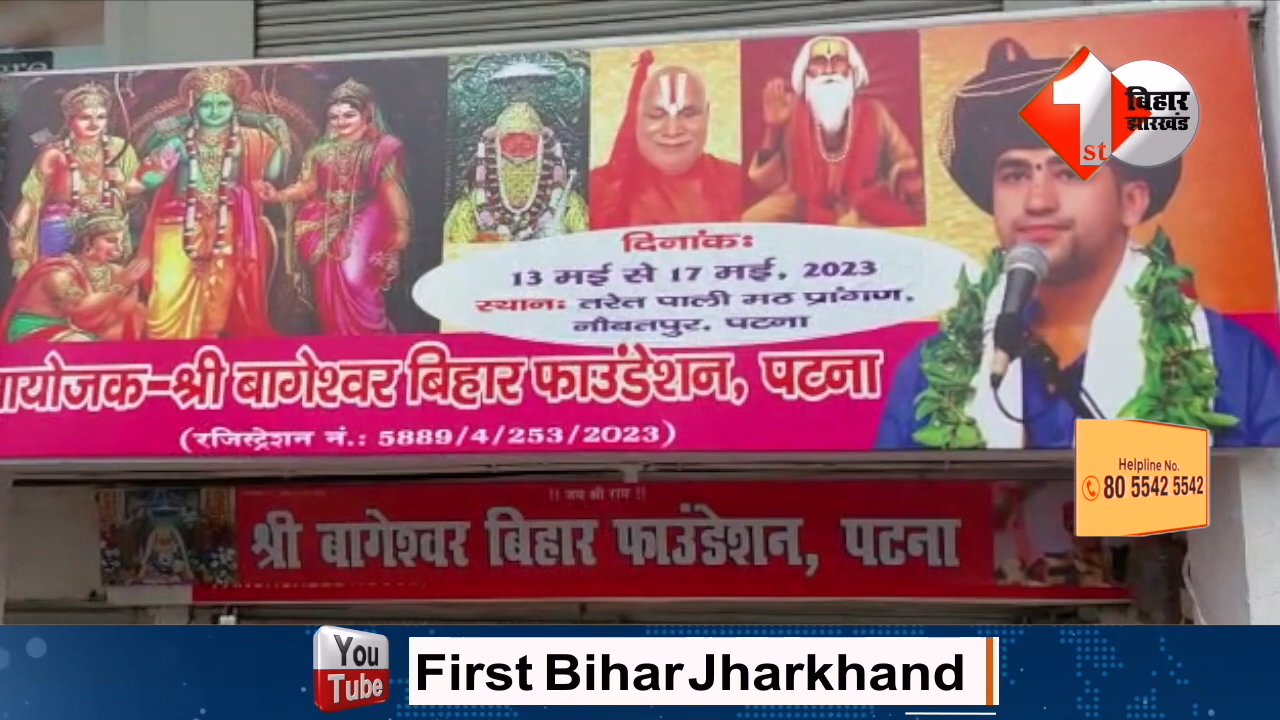 1st
बिहार
झारखंड
दिनांकः
13 मई से 17 मई, 2023
स्थानः तरेत पाली मठ प्रांगण,
नौबतपुर, पटना
आयोजक-श्री बागेश्वर बिहार फाउंडेशन, पटना
(रजिस्ट्रेशन नं.: 5889/4/253/2023)
Helpline No.
80 5542 5542
|| जय श्री राम ||
श्री बागेश्वर बिहार फाउंडेशन, पटना
You
Tube
First Bihar Jharkhand